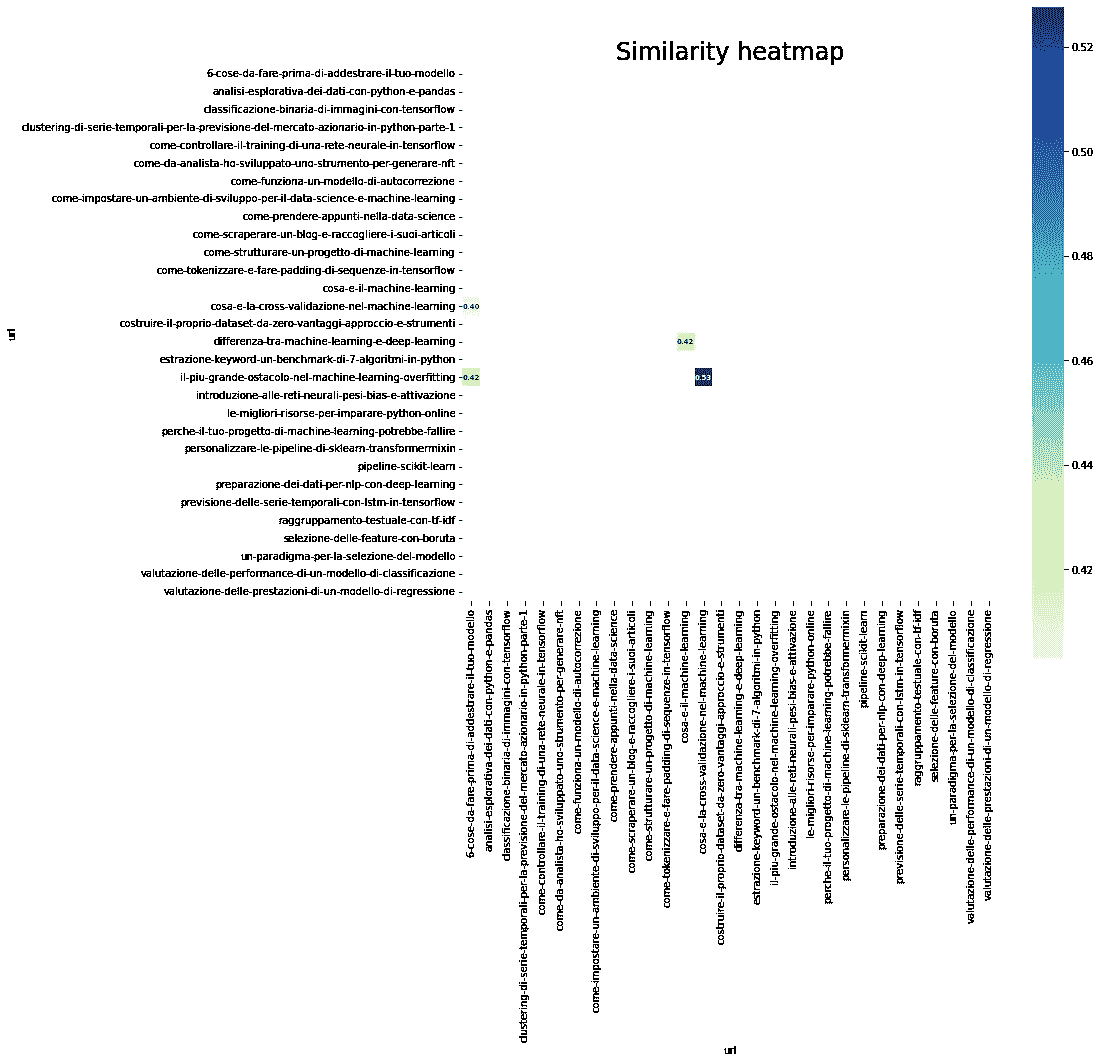 Similarity heatmap
6-cose-da-fare-prima-di-addestrare-il-tuo-modello
analisi-esplorativa-dei-dati-con-python-e-pandas
classificazione-binaria-di-immagini-con-tensorflow
clustering-di-serie-temporali-per-la-previsione-del-mercato-azionario-in-python-parte-1
come-controllare-il-training-di-una-rete-neurale-in-tensorflow
come-da-analista-ho-sviluppato-uno-strumento-per-generare-nft
come-funziona-un-modello-di-autocorrezione
come-impostare-un-ambiente-di-sviluppo-per-il-data-science-e-machine-learning
come-prendere-appunti-nella-data-science
come-scraperare-un-blog-e-raccogliere-i-suoi-articoli
come-strutturare-un-progetto-di-machine-learning
come-tokenizzare-e-fare-padding-di-sequenze-in-tensorflow
cosa-e-il-machine-learning
cosa-e-la-cross-validazione-nel-machine-learning
0.40
costruire-il-proprio-dataset-da-zero-vantaggi-approccio-e-strumenti
differenza-tra-machine-learning-e-deep-learning
0.42
estrazione-keyword-un-benchmark-di-7-algoritmi-in-python
il-piu-grande-ostacolo-nel-machine-learning-overfitting
0.42
0.53
introduzione-alle-reti-neurali-pesi-bias-e-attivazione
le-migliori-risorse-per-imparare-python-online
perche-il-tuo-progetto-di-machine-learning-potrebbe-fallire
personalizzare-le-pipeline-di-sklearn-transformermixin
pipeline-scikit-learn
preparazione-dei-dati-per-nlp-con-deep-learning
previsione-delle-serie-temporali-con-lstm-in-tensorflow
raggruppamento-testuale-con-tf-idf
selezione-delle-feature-con-boruta
un-paradigma-per-la-selezione-del-modello
valutazione-delle-performance-di-un-modello-di-classificazione
valutazione-delle-prestazioni-di-un-modello-di-regressione
url
6-cose-da-fare-prima-di-addestrare-il-tuo-modello
analisi-esplorativa-dei-dati-con-python-e-pandas
classificazione-binaria-di-immagini-con-tensorflow
clustering-di-serie-temporali-per-la-previsione-del-mercato-azionario-in-python-parte-1
come-controllare-il-training-di-una-rete-neurale-in-tensorflow
come-da-analista-ho-sviluppato-uno-strumento-per-generare-nft
come-funziona-un-modello-di-autocorrezione
come-impostare-un-ambiente-di-sviluppo-per-il-data-science-e-machine-learning
come-prendere-appunti-nella-data-science
come-scraperare-un-blog-e-raccogliere-i-suoi-articoli
come-strutturare-un-progetto-di-machine-learning
come-tokenizzare-e-fare-padding-di-sequenze-in-tensorflow
cosa-e-il-machine-learning
cosa-e-la-cross-validazione-nel-machine-learning
costruire-il-proprio-dataset-da-zero-vantaggi-approccio-e-strumenti
differenza-tra-machine-learning-e-deep-learning
estrazione-keyword-un-benchmark-di-7-algoritmi-in-python
il-piu-grande-ostacolo-nel-machine-learning-overfitting
introduzione-alle-reti-neurali-pesi-bias-e-attivazione
le-migliori-risorse-per-imparare-python-online
perche-il-tuo-progetto-di-machine-learning-potrebbe-fallire
personalizzare-le-pipeline-di-sklearn-transformermixin
pipeline-scikit-learn
preparazione-dei-dati-per-nlp-con-deep-learning
previsione-delle-serie-temporali-con-lstm-in-tensorflow
raggruppamento-testuale-con-tf-idf
selezione-delle-feature-con-boruta
un-paradigma-per-la-selezione-del-modello
valutazione-delle-performance-di-un-modello-di-classificazione
valutazione-delle-prestazioni-di-un-modello-di-regressione
url
0.52
0.50
0.48
0.46
0.44
0.42